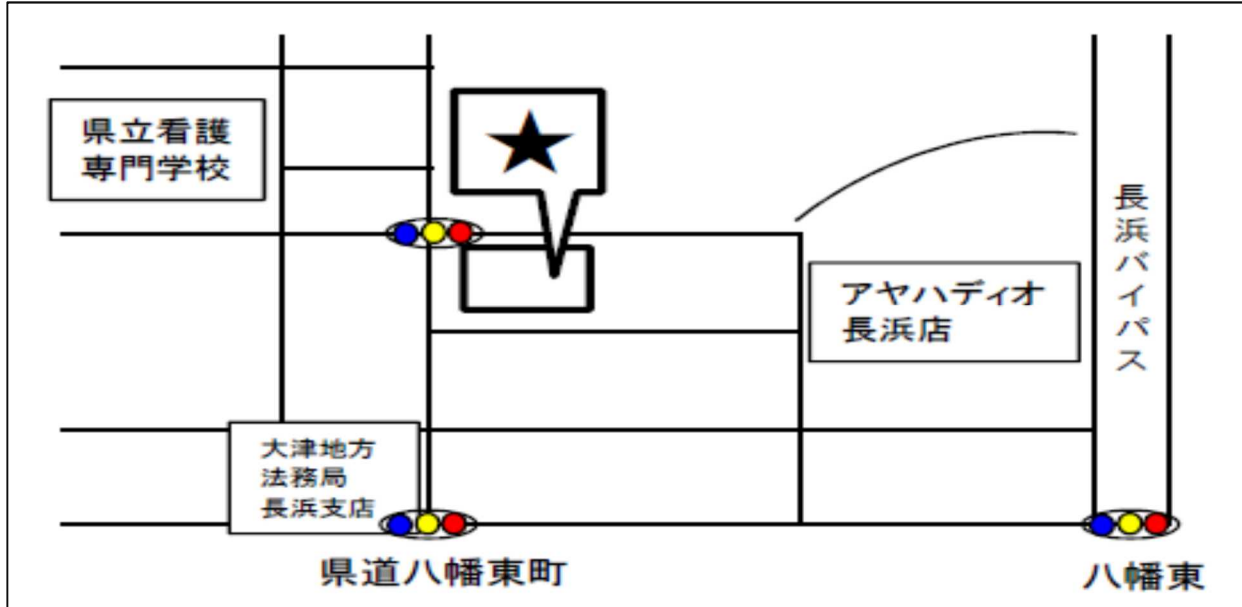 県立看護
専門学校
アヤハディオ
長浜店
長浜バイパス
大津地方
法務局
長浜支店
県道八幡東町
八幡東